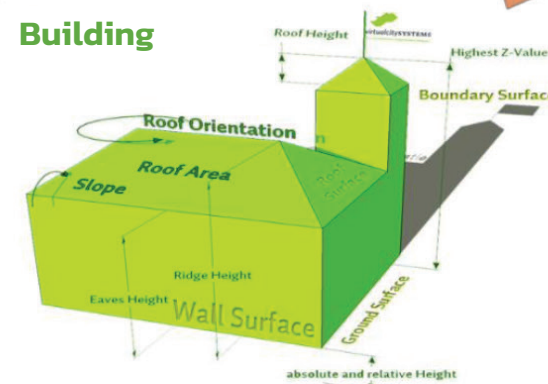 Building
Roof Height
virtualcitySYSTEMS
Highest Z-Value
Boundary Surfac
Roof Orientation
Roof Area
Roof
Surface
Slope
Ridge Height
Eaves Height
Wall Surface
Ground Surface
absolute and relative Height